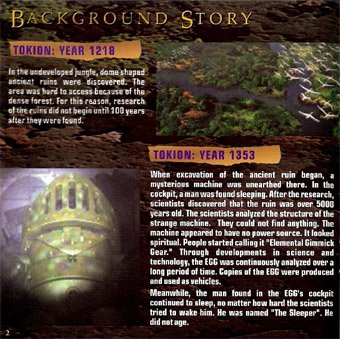 BACKGROUND STORY
TOKION: YEAR 1218
In the undeveloped jungle, dome shaped
ancient ruins were discovered. The
area was hard to access because of the
dense forest. For this reason, research
of the ruins did not begin until 100 years
after they were found.
TOKION: YEAR 1353
When excavation of the ancient ruin began, a
mysterious machine was unearthed there. In the
cockpit, a man was found sleeping. After the research,
scientists discovered that the ruin was over 5000
years old. The scientists analyzed the structure of the
strange machine. They could not find anything. The
machine appeared to have no power source. It looked
spiritual. People started calling it "Elemental Gimmick
Gear." Through developments in science and
technology, the EGG was continuously analyzed over a
long period of time. Copies of the EGG were produced
and used as vehicles.
Meanwhile, the man found in the EGG's cockpit
continued to sleep, no matter how hard the scientists
tried to wake him. He was named "The Sleeper". He
did not age.
2